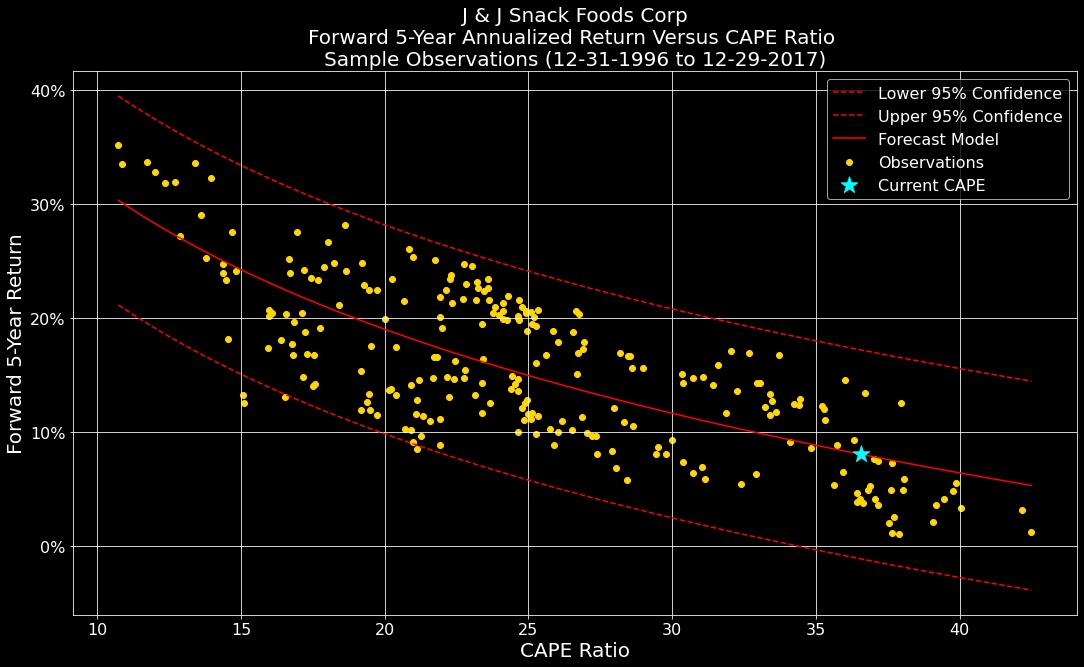 J & J Snack Foods Corp
Forward 5-Year Annualized Return Versus CAPE Ratio
Sample Observations (12-31-1996 to 12-29-2017)
Lower 95% Confidence
Upper 95% Confidence
Forecast Model
Observations
Current CAPE
Forward 5-Year Return
40%
30%
20%
10%
0%
10 15 20 25 30 35 40
CAPE Ratio